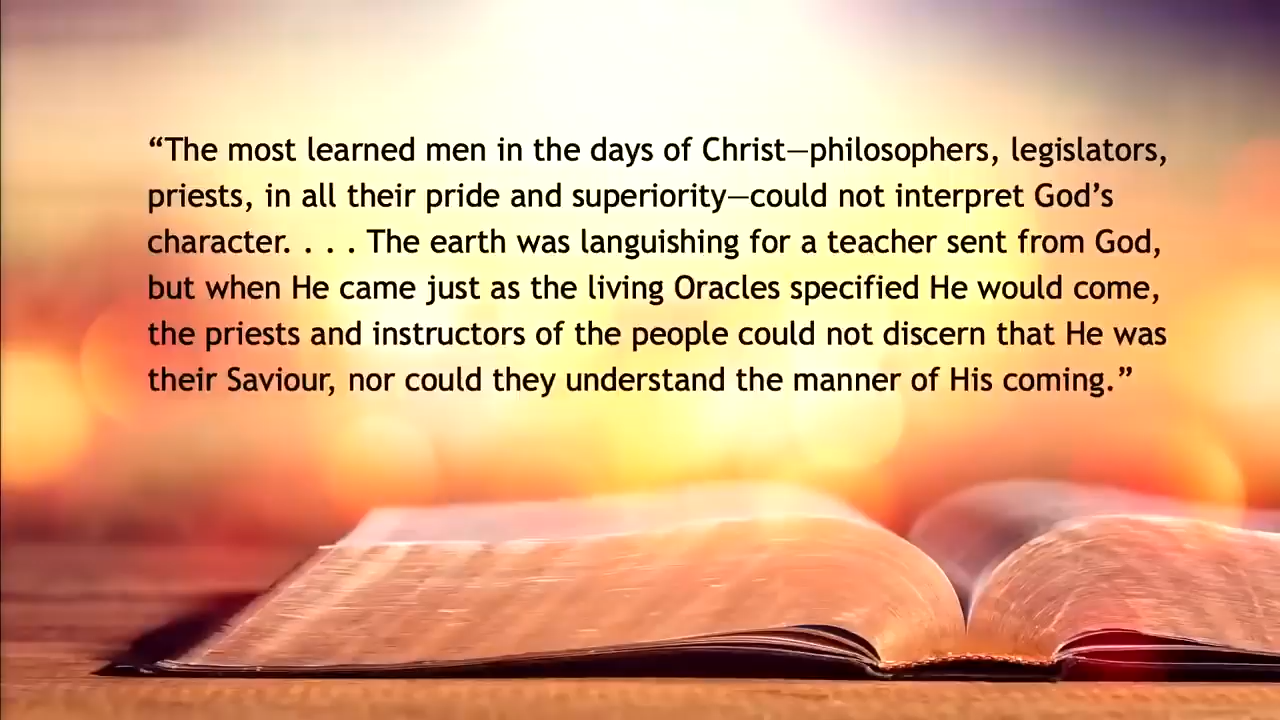 “The most learned men in the days of Christ—philosophers, legislators,
priests, in all their pride and superiority—could not interpret God’s
character. . . . The earth was languishing for a teacher sent from God,
but when He came just as the living Oracles specified He would come,
the priests and instructors of the people could not discern that He was
their Saviour, nor could they understand the manner of His coming.”